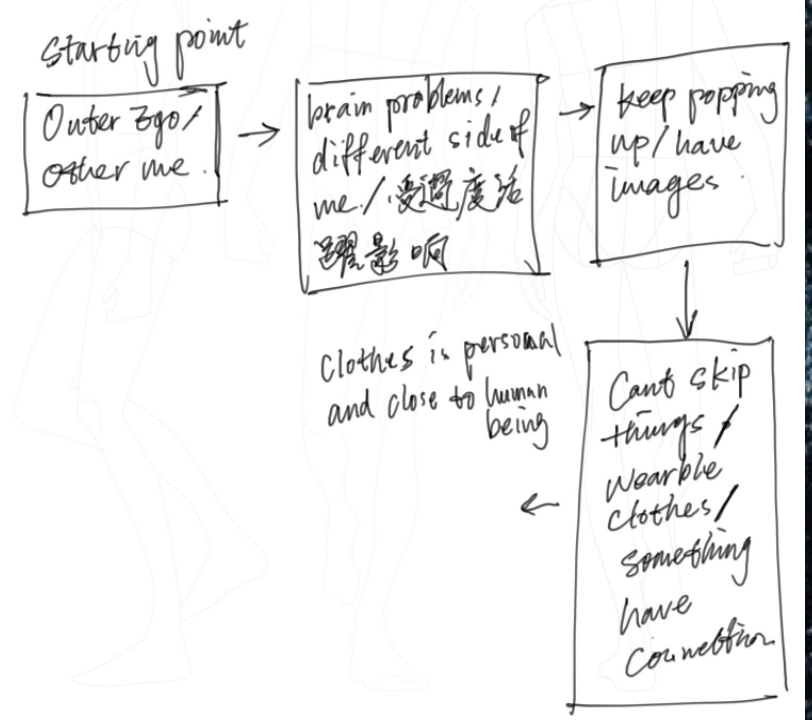 Starting point
Outer Ego/
other me.
brain problems/
different side of
me./受過度活
躍影响
keep popping
up/have
images.
Cant skip
things/
Wearble
clothes/
something
have
Connection
Clothes is personal
and close to human
being